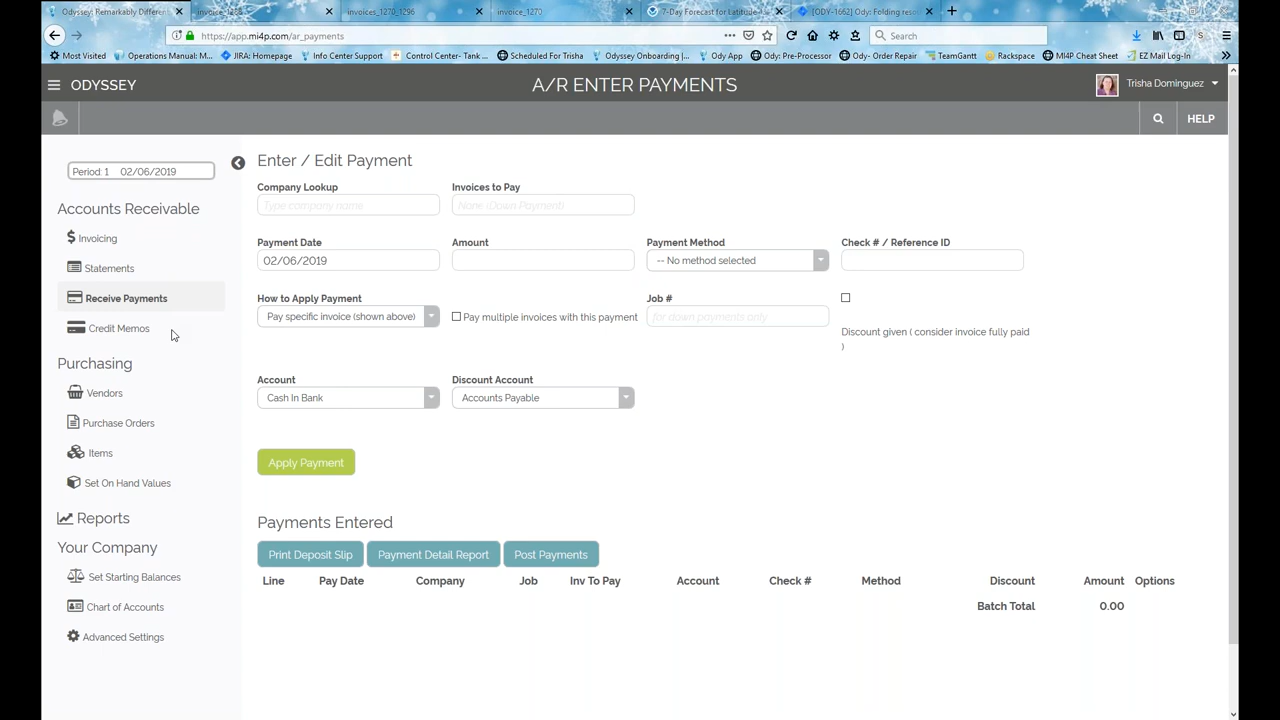 Odyssey: Remarkably Differen
invoices_1270_1296
invoice_1270
7-Day Forecast for Latitude
[ODY-1662] Ody: Folding reso
https://app.mi4p.com/ar_payments
Search
Most Visited
Operations Manual: M...
JIRA: Homepage
Info Center Support
Control Center- Tank ...
Scheduled For Trisha
Odyssey Onboarding |...
Ody App
Ody: Pre-Processor
Ody- Order Repair
TeamGantt
Rackspace
MI4P Cheat Sheet
EZ Mail Log-In
ODYSSEY
A/R ENTER PAYMENTS
Trisha Dominguez
HELP
Period: 1 02/06/2019
Accounts Receivable
Invoicing
Statements
Receive Payments
Credit Memos
Purchasing
Vendors
Purchase Orders
Items
Set On Hand Values
Reports
Your Company
Set Starting Balances
Chart of Accounts
Advanced Settings
Enter / Edit Payment
Company Lookup Invoices to Pay
Type company name None (Down Payment)
Payment Date Amount Payment Method Check # / Reference ID
02/06/2019 -- No method selected
How to Apply Payment Job #
Pay specific invoice (shown above) Pay multiple invoices with this payment for down payments only
Discount given ( consider invoice fully paid
)
Account Discount Account
Cash In Bank Accounts Payable
Apply Payment
Payments Entered
Print Deposit Slip Payment Detail Report Post Payments
Line Pay Date Company Job Inv To Pay Account Check # Method Discount Amount Options
Batch Total 0.00